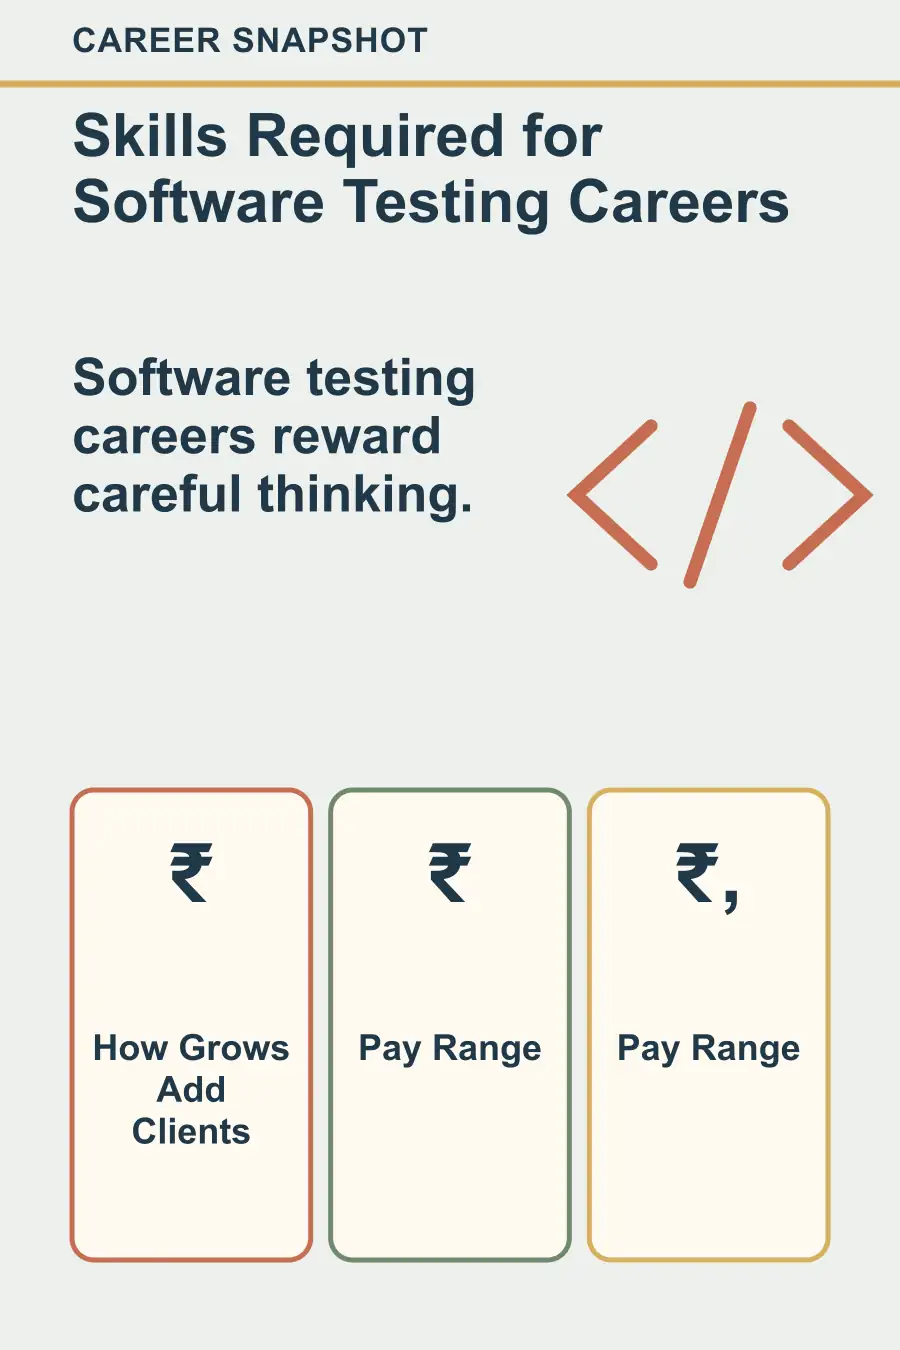 CAREER SNAPSHOT
Skills Required for
Software Testing Careers
Software testing
careers reward
careful thinking.
</>
₹
How Grows
Add
Clients
₹
Pay Range
₹,
Pay Range